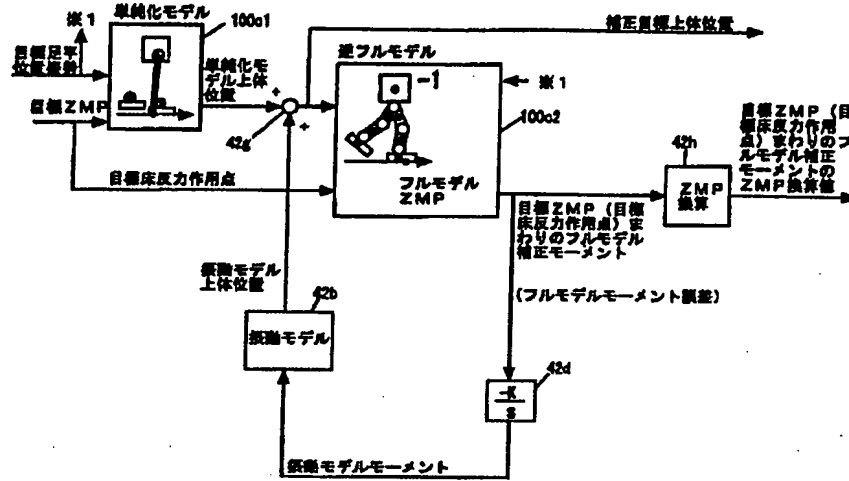 ※1
単純化モデル
100c1
目標足平
位置姿勢
目標ZMP
単純化モ
デル上体
位置
+
+
42g
補正目標上体位置
逆フルモデル
-1
※1
100c2
フルモデル
ZMP
目標床反力作用点
42h
ZMP
換算
目標ZMP(目
標床反力作用
点)まわりのフ
ルモデル補正
モーメントの
ZMP換算値
目標ZMP(目標
床反力作用点)ま
わりのフルモデル
補正モーメント
(フルモデルモーメント誤差)
摂動モデル
上体位置
42b
摂動モデル
42d
-K
S
摂動モデルモーメント